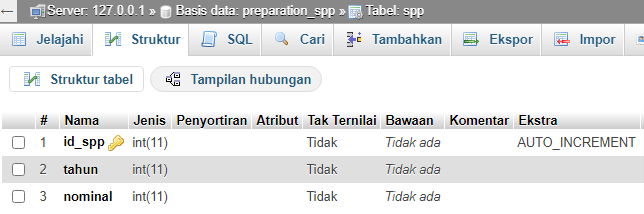 Server: 127.0.0.1 » Basis data: preparation_spp » Tabel: spp
Jelajahi Struktur SQL Cari Tambahkan Ekspor Impor
Struktur tabel Tampilan hubungan
# Nama Jenis Penyortiran Atribut Tak Ternilai Bawaan Komentar Ekstra
1 id_spp int(11) Tidak Tidak ada AUTO_INCREMENT
2 tahun int(11) Tidak Tidak ada
3 nominal int(11) Tidak Tidak ada